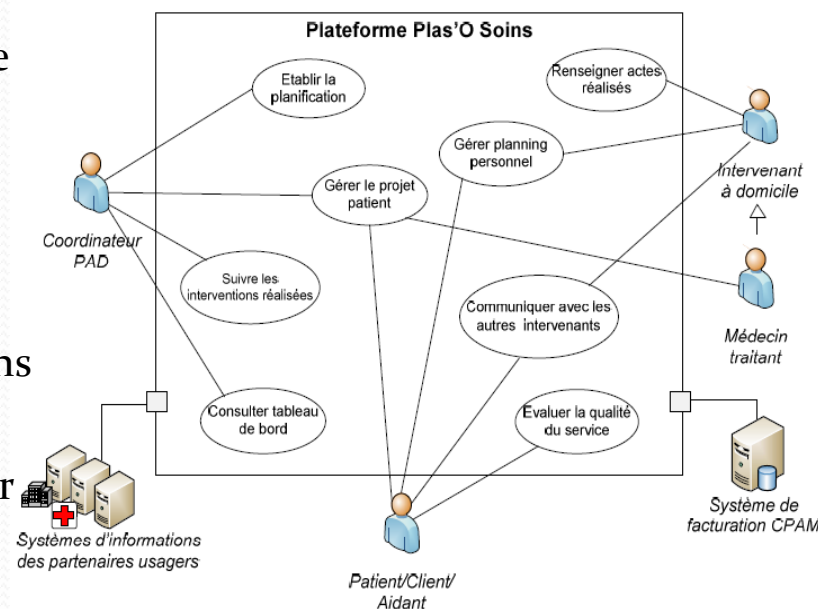 Plateforme Plas'O Soins
e
Etablir la
planification
Renseigner actes
réalisés
Gérer planning
personnel
Intervenant
à domicile
Gérer le projet
patient
Coordinateur
PAD
Suivre les
interventions réalisées
Communiquer avec les
autres intervenants
Médecin
traitant
ns
Consulter tableau
de bord
Evaluer la qualité
du service
r
Système de
facturation CPAM
Systèmes d'informations
des partenaires usagers
Patient/Client/
Aidant